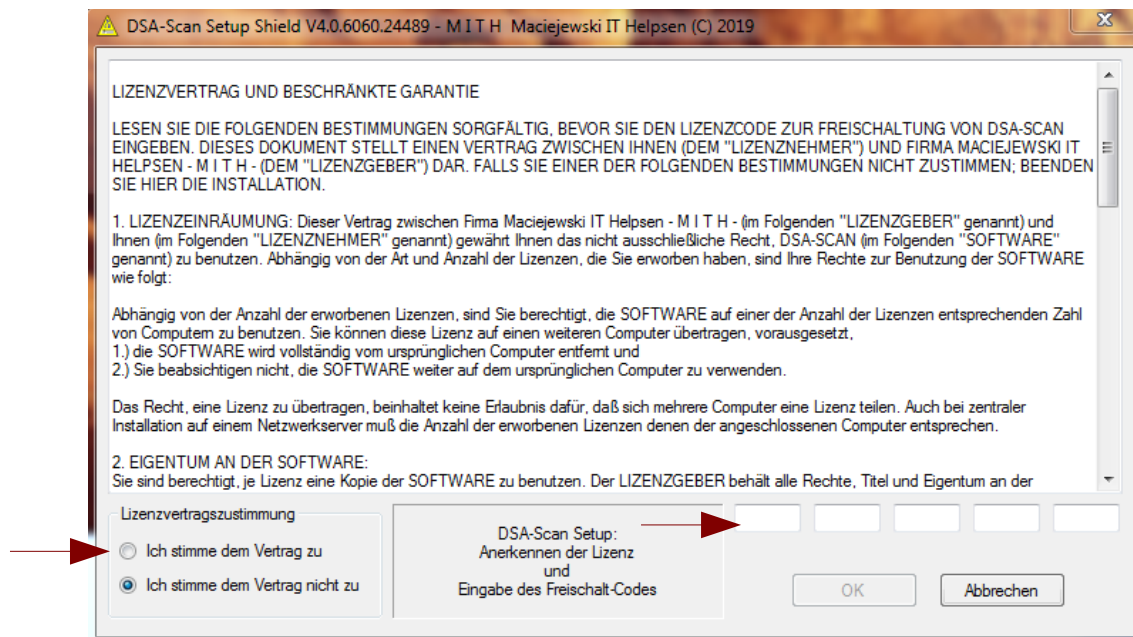 DSA-Scan Setup Shield V4.0.6060.24489 - M I T H Maciejewski IT Helpsen (C) 2019
LIZENZVERTRAG UND BESCHRÄNKTE GARANTIE
LESEN SIE DIE FOLGENDEN BESTIMMUNGEN SORGFÄLTIG, BEVOR SIE DEN LIZENZCODE ZUR FREISCHALTUNG VON DSA-SCAN
EINGEBEN. DIESES DOKUMENT STELLT EINEN VERTRAG ZWISCHEN IHNEN (DEM "LIZENZNEHMER") UND FIRMA MACIEJEWSKI IT
HELPSEN - M I T H - (DEM "LIZENZGEBER") DAR. FALLS SIE EINER DER FOLGENDEN BESTIMMUNGEN NICHT ZUSTIMMEN; BEENDEN
SIE HIER DIE INSTALLATION.
1. LIZENZEINRÄUMUNG: Dieser Vertrag zwischen Firma Maciejewski IT Helpsen - M I T H - (im Folgenden "LIZENZGEBER" genannt) und
Ihnen (im Folgenden "LIZENZNEHMER" genannt) gewährt Ihnen das nicht ausschließliche Recht, DSA-SCAN (im Folgenden "SOFTWARE"
genannt) zu benutzen. Abhängig von der Art und Anzahl der Lizenzen, die Sie erworben haben, sind Ihre Rechte zur Benutzung der SOFTWARE
wie folgt:
Abhängig von der Anzahl der erworbenen Lizenzen, sind Sie berechtigt, die SOFTWARE auf einer der Anzahl der Lizenzen entsprechenden Zahl
von Computern zu benutzen. Sie können diese Lizenz auf einen weiteren Computer übertragen, vorausgesetzt,
1.) die SOFTWARE wird vollständig vom ursprünglichen Computer entfernt und
2.) Sie beabsichtigen nicht, die SOFTWARE weiter auf dem ursprünglichen Computer zu verwenden.
Das Recht, eine Lizenz zu übertragen, beinhaltet keine Erlaubnis dafür, daß sich mehrere Computer eine Lizenz teilen. Auch bei zentraler
Installation auf einem Netzwerkserver muß die Anzahl der erworbenen Lizenzen denen der angeschlossenen Computer entsprechen.
2. EIGENTUM AN DER SOFTWARE:
Sie sind berechtigt, je Lizenz eine Kopie der SOFTWARE zu benutzen. Der LIZENZGEBER behält alle Rechte, Titel und Eigentum an der
Lizenzvertragszustimmung
Ich stimme dem Vertrag zu
Ich stimme dem Vertrag nicht zu
DSA-Scan Setup:
Anerkennen der Lizenz
und
Eingabe des Freischalt-Codes
OK
Abbrechen